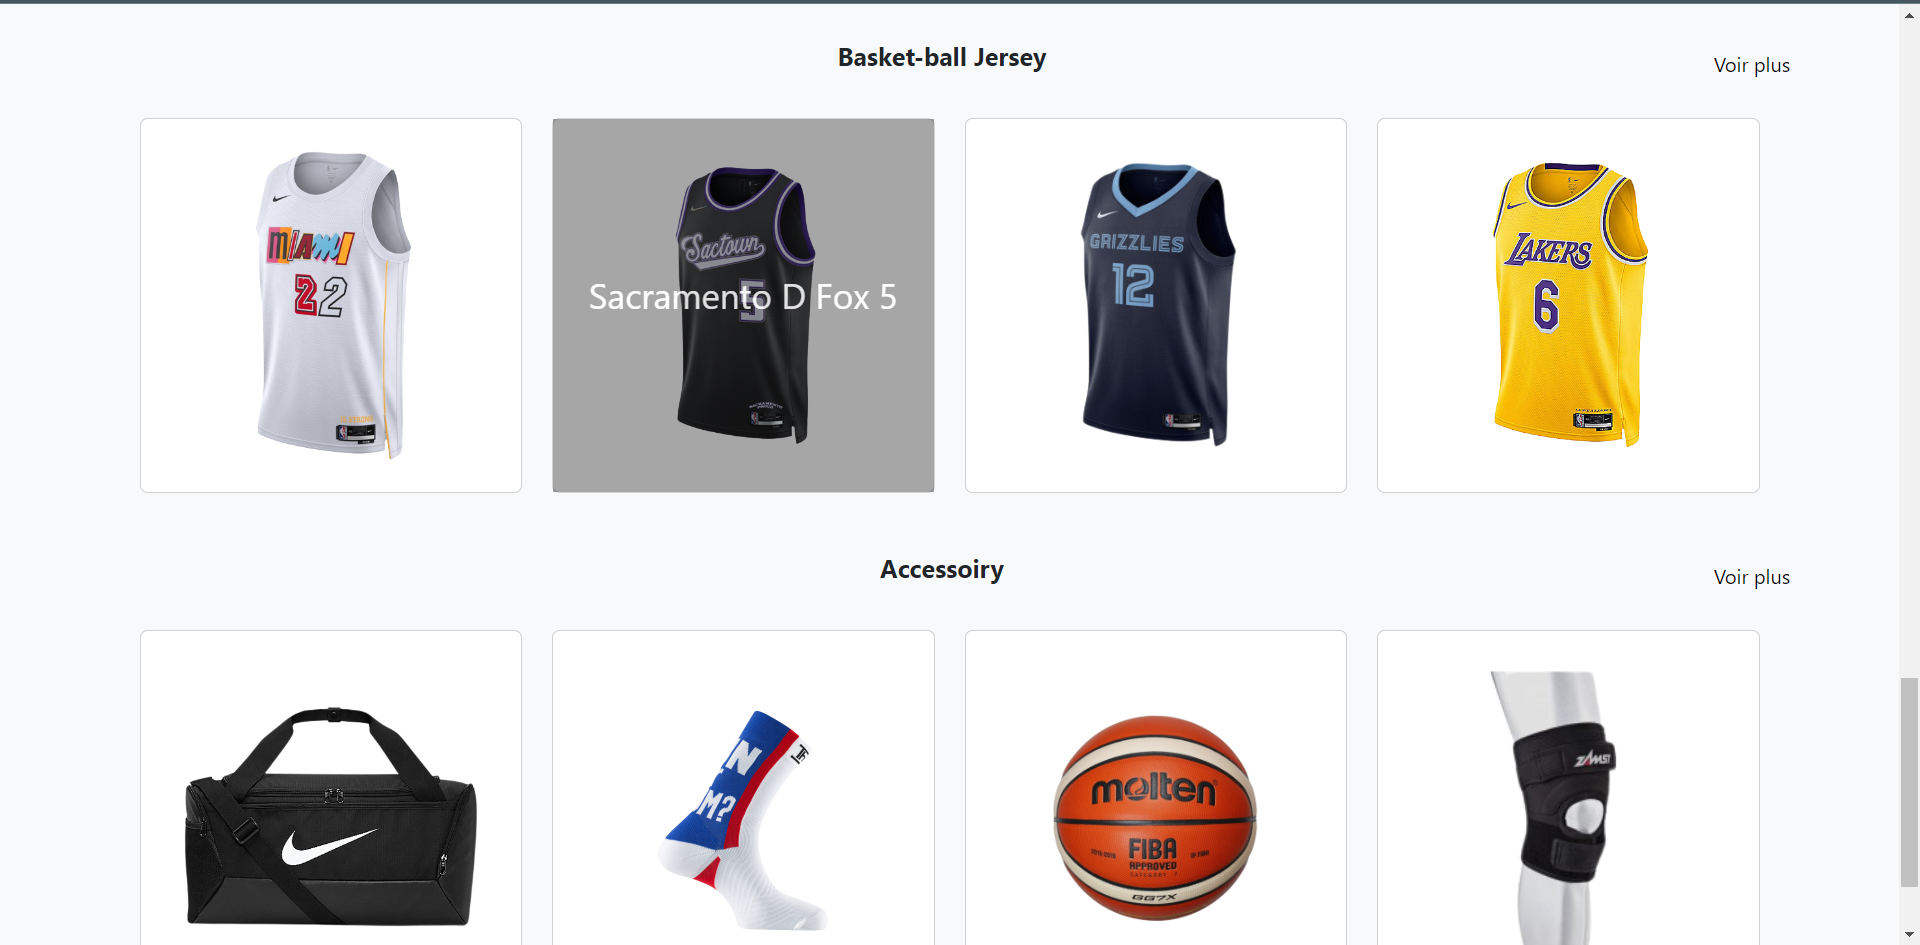 Basket-ball Jersey
Voir plus
MIAMI
22
Sactown
5
Sacramento D Fox 5
GRIZZLIES
12
LAKERS
6
Accessoiry
Voir plus
N
M?
molten
FIBA
APPROVED
GG7X
ZAMST